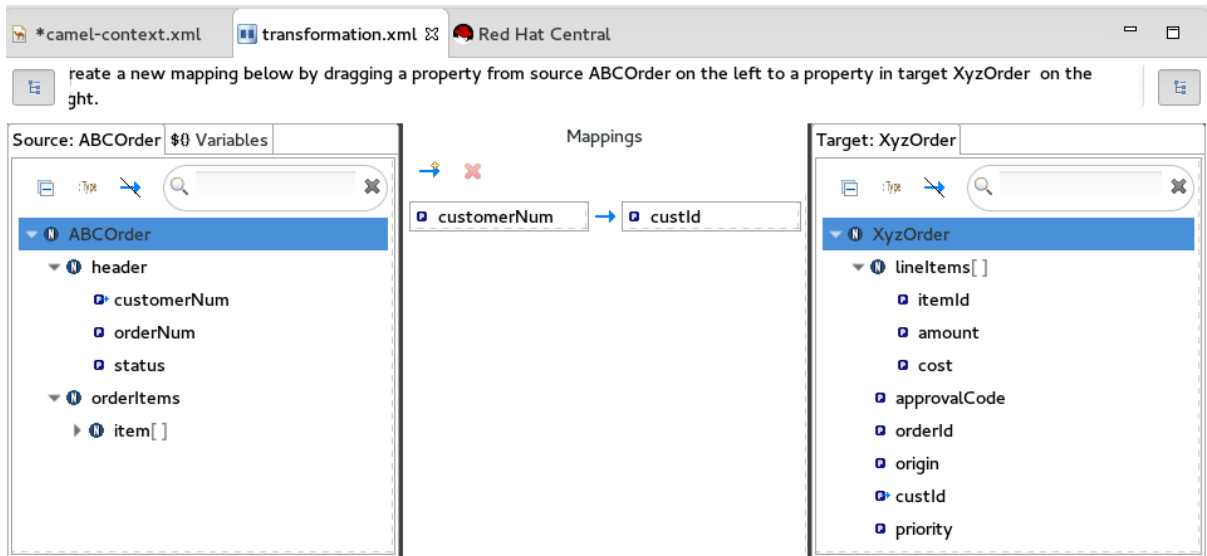 *camel-context.xml transformation.xml Red Hat Central
reate a new mapping below by dragging a property from source ABCOrder on the left to a property in target XyzOrder on the
ght.
Source: ABCOrder ${} Variables
Mappings
Target: XyzOrder
:Type
:Type
customerNum custId
ABCOrder
header
customerNum
orderNum
status
orderItems
item[ ]
XyzOrder
lineItems[ ]
itemId
amount
cost
approvalCode
orderId
origin
custId
priority